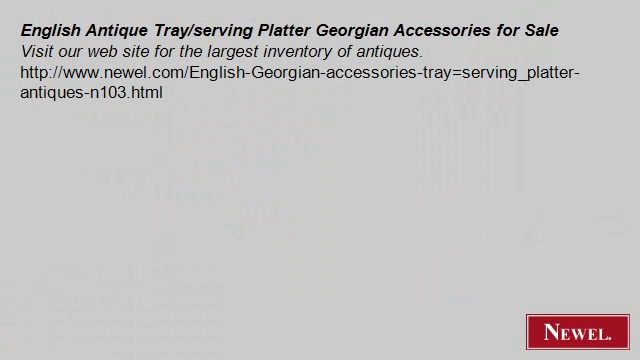 English Antique Tray/serving Platter Georgian Accessories for Sale
Visit our web site for the largest inventory of antiques.
http://www.newel.com/English-Georgian-accessories-tray=serving_platter-
antiques-n103.html
NEWEL.